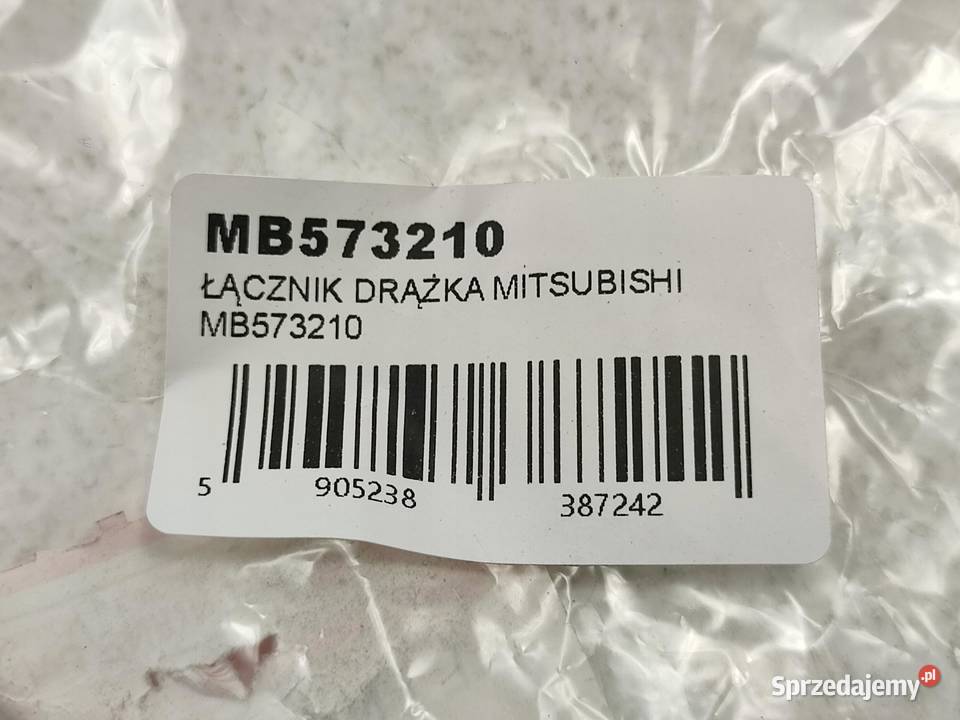 MB573210
ŁĄCZNIK DRĄŻKA MITSUBISHI
MB573210
5 905238 387242
Sprzedajemy.pl